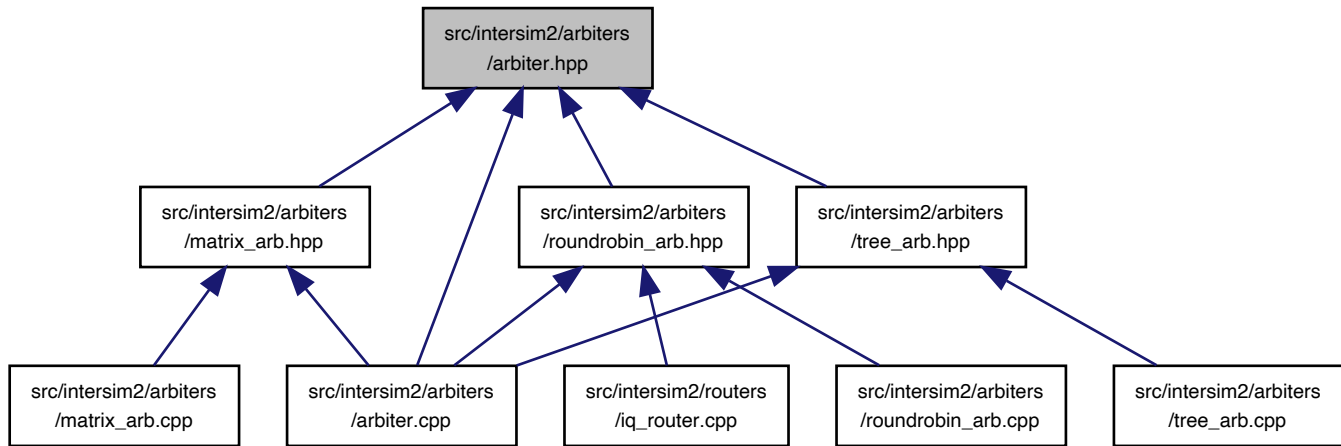 src/intersim2/arbiters
/arbiter.hpp
src/intersim2/arbiters
/matrix_arb.hpp
src/intersim2/arbiters
/roundrobin_arb.hpp
src/intersim2/arbiters
/tree_arb.hpp
src/intersim2/arbiters
/matrix_arb.cpp
src/intersim2/arbiters
/arbiter.cpp
src/intersim2/routers
/iq_router.cpp
src/intersim2/arbiters
/roundrobin_arb.cpp
src/intersim2/arbiters
/tree_arb.cpp